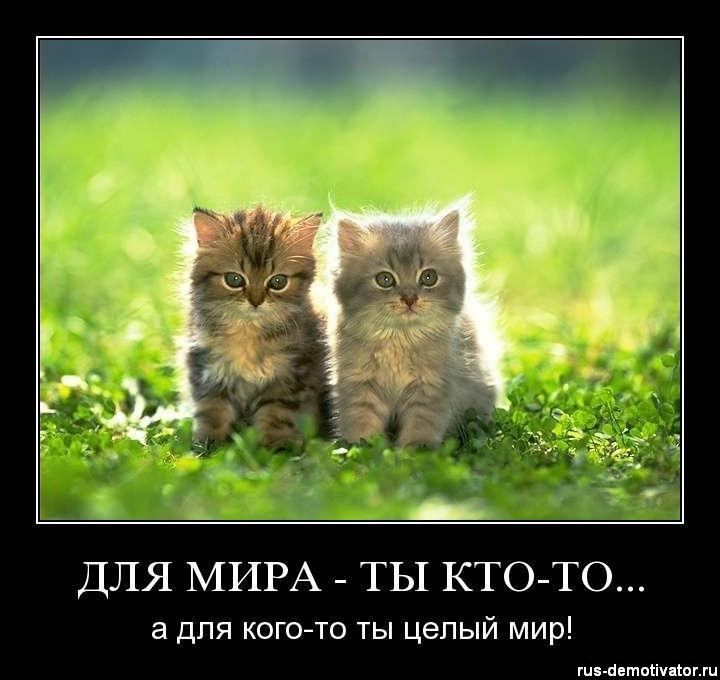 ДЛЯ МИРА - ТЫ КТО-ТО...
а для кого-то ты целый мир!
rus-demotivator.ru